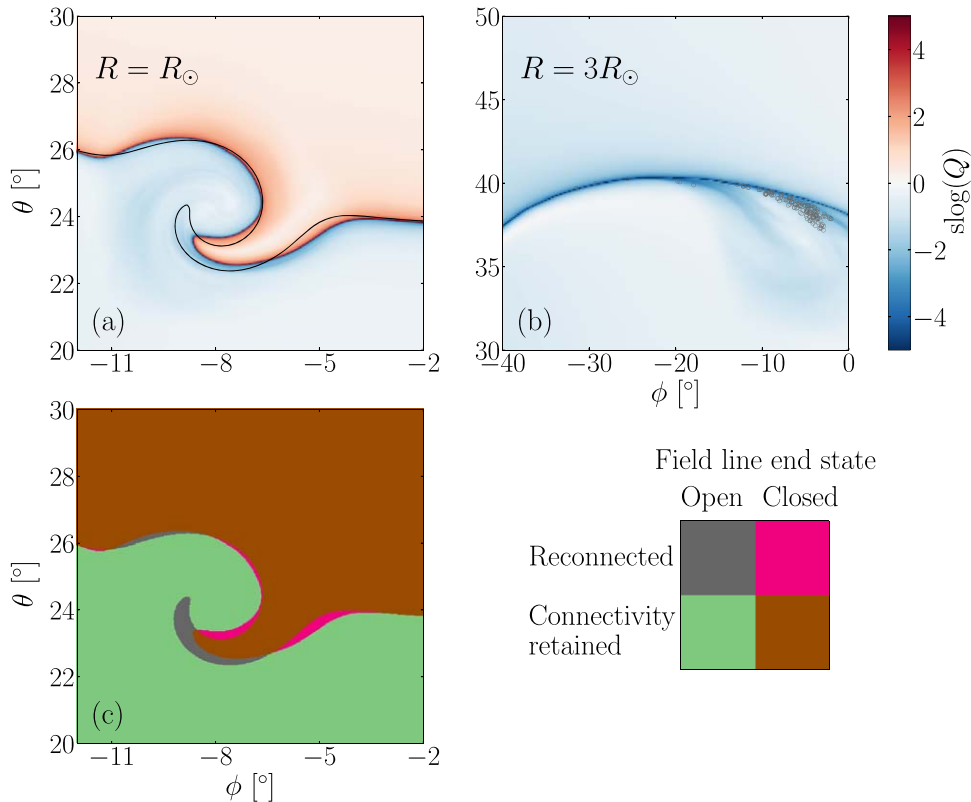 30
28
26
24
22
20
θ [°]
R = R⊙
(a)
−11
−8
−5
−2
50
45
40
35
30
R = 3R⊙
(b)
−40
−30
−20
−10
0
ϕ [°]
4
2
0
−2
−4
slog(Q)
30
28
26
24
22
20
θ [°]
(c)
−11
−8
−5
−2
ϕ [°]
Field line end state
Open Closed
Reconnected
Connectivity
retained